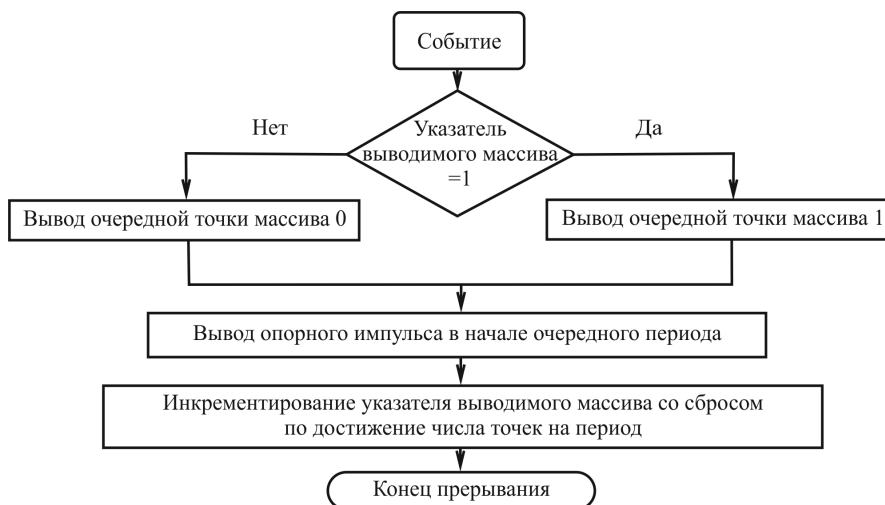 Событие
Нет
Указатель
выводимого массива
=1
Да
Вывод очередной точки массива 0
Вывод очередной точки массива 1
Вывод опорного импульса в начале очередного периода
Инкрементирование указателя выводимого массива со сбросом
по достижение числа точек на период
Конец прерывания